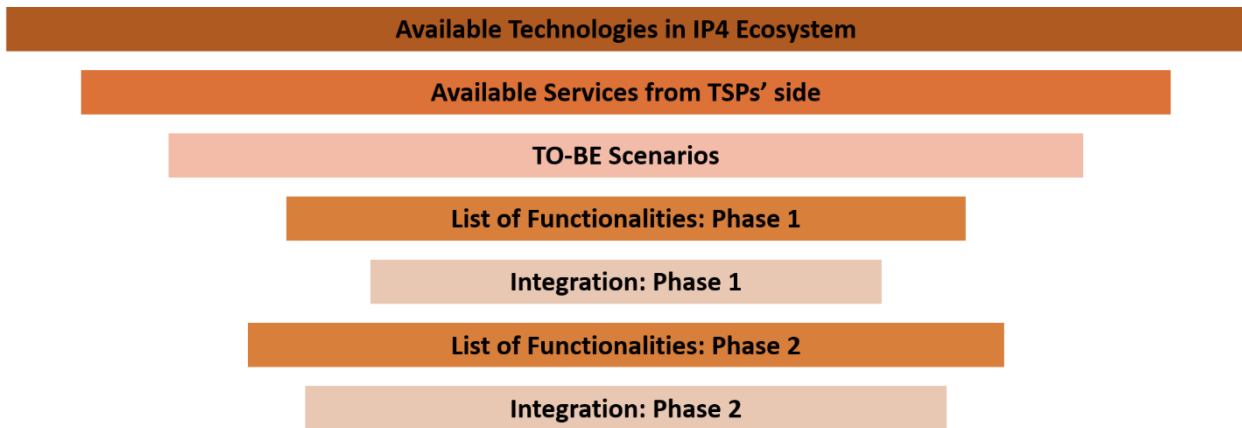 Available Technologies in IP4 Ecosystem
Available Services from TSPs’ side
TO-BE Scenarios
List of Functionalities: Phase 1
Integration: Phase 1
List of Functionalities: Phase 2
Integration: Phase 2